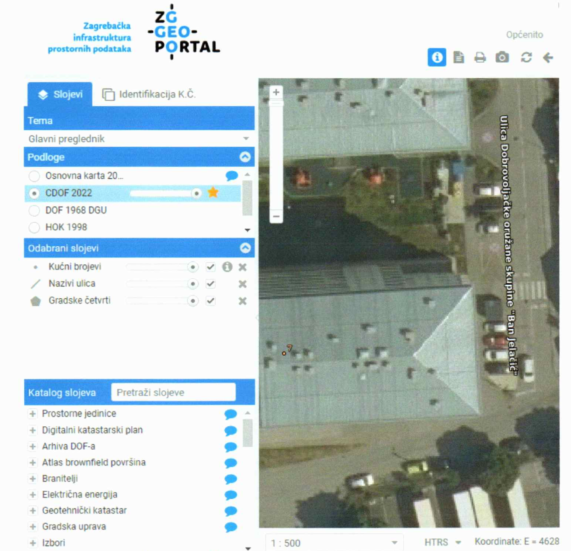 Zagrebačka
infrastruktura
prostornih podataka
ZG
-GEO-
PORTAL
Općenito
Slojevi
Identifikacija K.Č.
Tema
Glavni preglednik
Podloge
Osnovna karta 20...
CDOF 2022
DOF 1968 DGU
HOK 1998
Odabrani slojevi
Kućni brojevi
Nazivi ulica
Gradske četvrti
Katalog slojeva
Pretraži slojeve
Prostorne jedinice
Digitalni katastarski plan
Arhiva DOF-a
Atlas brownfield površina
Branitelji
Električna energija
Geotehnički katastar
Gradska uprava
Izbori
Ulica Dobrovoljačke oružane skupine "Ban Jelačić"
7
1 : 500
HTRS
Koordinate: E = 4628